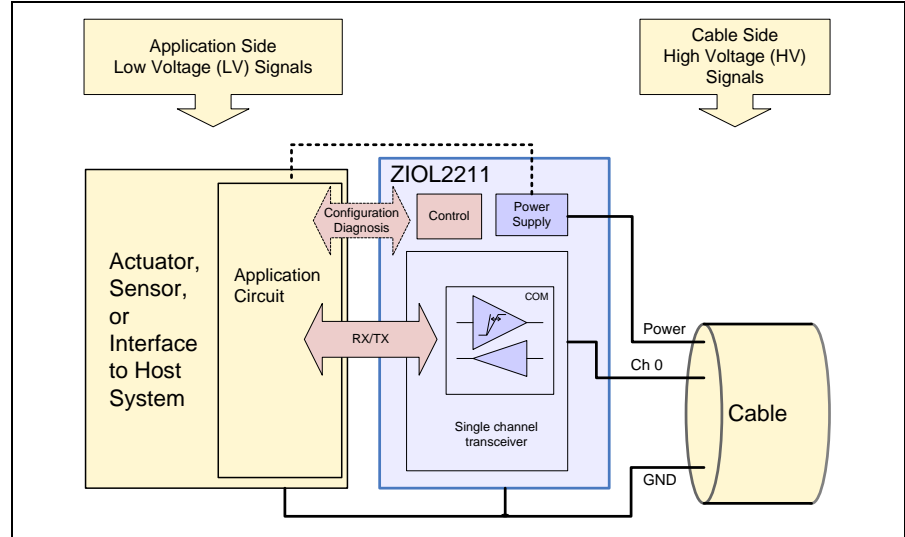 Application Side
Low Voltage (LV) Signals
Cable Side
High Voltage (HV)
Signals
ZIOL2211
Configuration
Diagnosis
Control
Power
Supply
Actuator,
Sensor,
or
Interface
to Host
System
Application
Circuit
COM
RX/TX
Single channel
transceiver
Power
Ch 0
GND
Cable